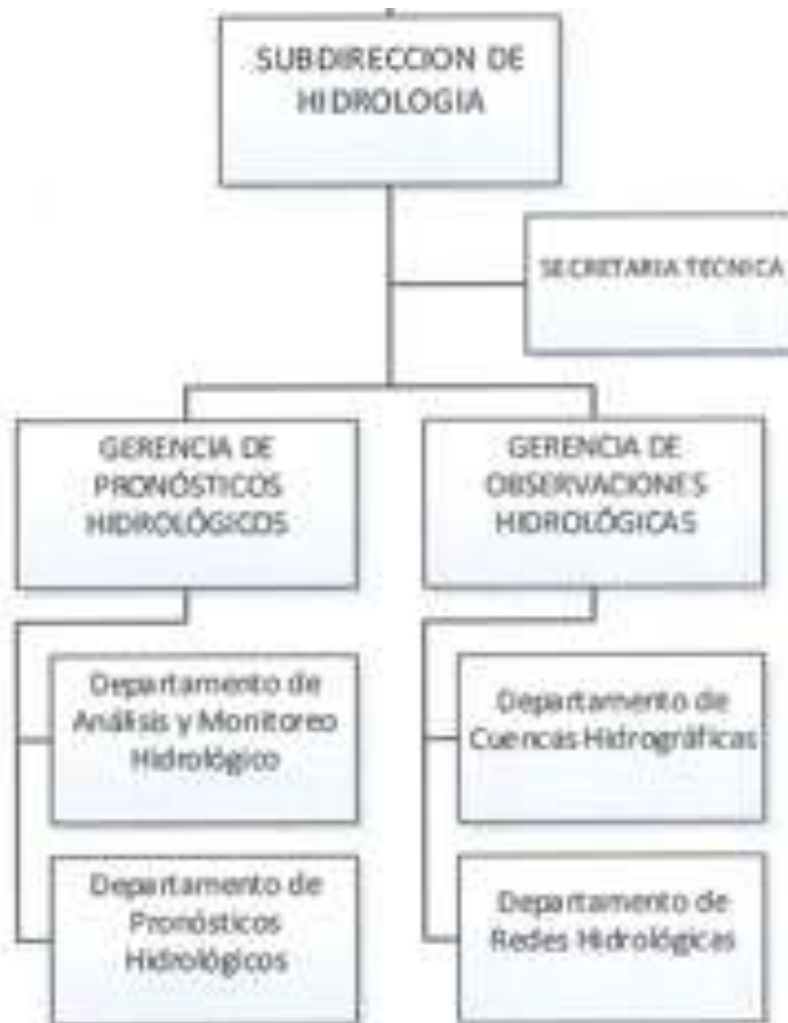 SUBDIRECCION DE
HIDROLOGIA
SECRETARIA TECNICA
GERENCIA DE
PRONÓSTICOS
HIDROLÓGICOS
GERENCIA DE
OBSERVACIONES
HIDROLÓGICAS
Departamento de
Análisis y Monitoreo
Hidrológico
Departamento de
Cuencas Hidrográficas
Departamento de
Pronósticos
Hidrológicos
Departamento de
Redes Hidrológicas